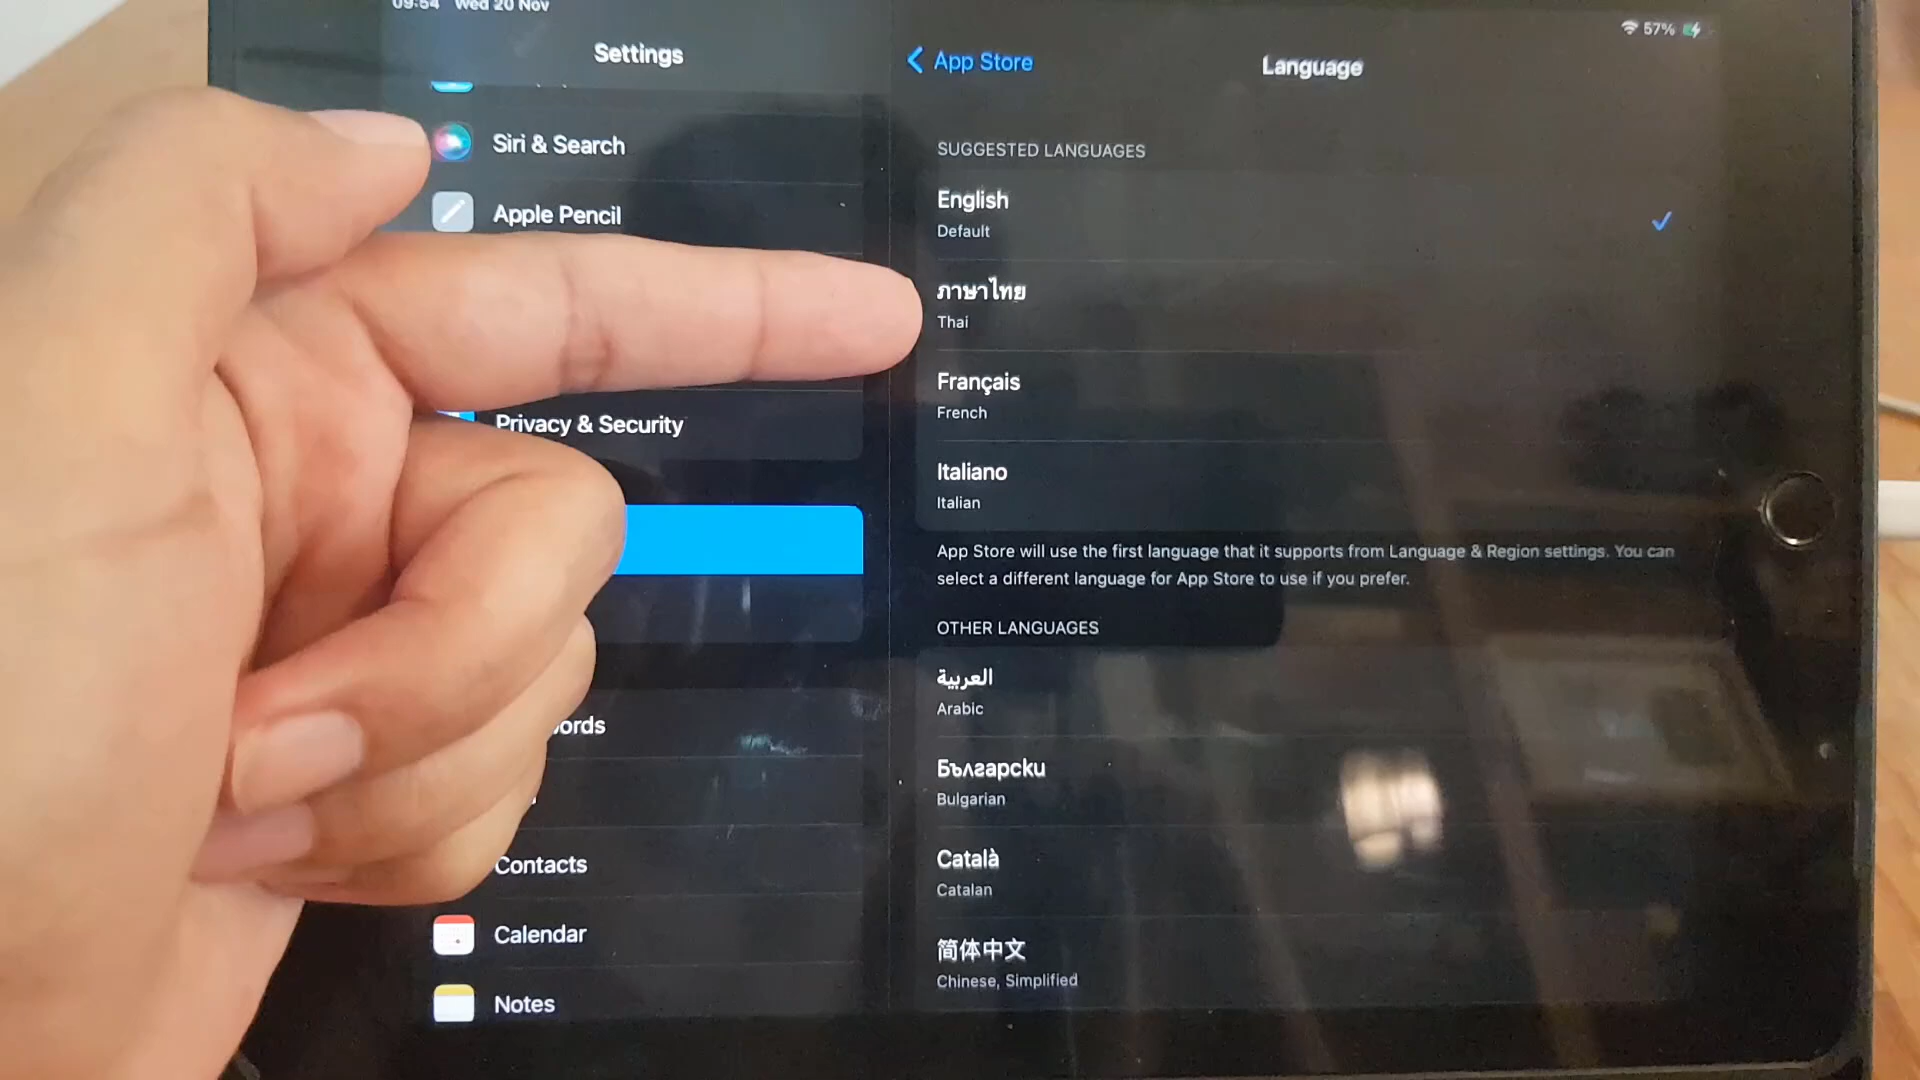 09:54 Wed 20 Nov
57%
Settings
Siri & Search
Apple Pencil
Privacy & Security
Contacts
Calendar
Notes
App Store
Language
SUGGESTED LANGUAGES
English
Default
ภาษาไทย
Thai
Français
French
Italiano
Italian
App Store will use the first language that it supports from Language & Region settings. You can
select a different language for App Store to use if you prefer.
OTHER LANGUAGES
العربية
Arabic
Български
Bulgarian
Català
Catalan
简体中文
Chinese, Simplified